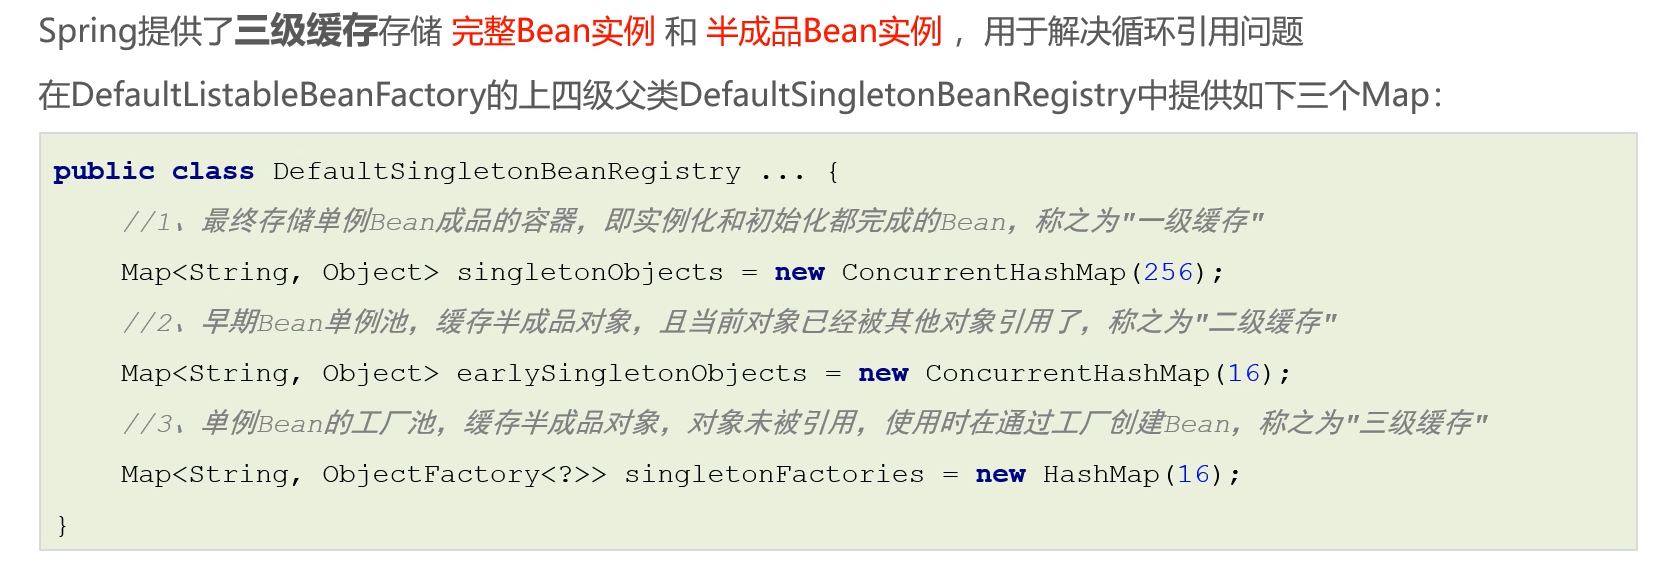 Spring提供了三级缓存存储 完整Bean实例 和 半成品Bean实例 ，用于解决循环引用问题
在DefaultListableBeanFactory的上四级父类DefaultSingletonBeanRegistry中提供如下三个Map：
public class DefaultSingletonBeanRegistry ... {
//1、最终存储单例Bean成品的容器，即实例化和初始化都完成的Bean，称之为"一级缓存"
Map<String, Object> singletonObjects = new ConcurrentHashMap(256);
//2、早期Bean单例池，缓存半成品对象，且当前对象已经被其他对象引用了，称之为"二级缓存"
Map<String, Object> earlySingletonObjects = new ConcurrentHashMap(16);
//3、单例Bean的工厂池，缓存半成品对象，对象未被引用，使用时在通过工厂创建Bean，称之为"三级缓存"
Map<String, ObjectFactory<?>> singletonFactories = new HashMap(16);
}